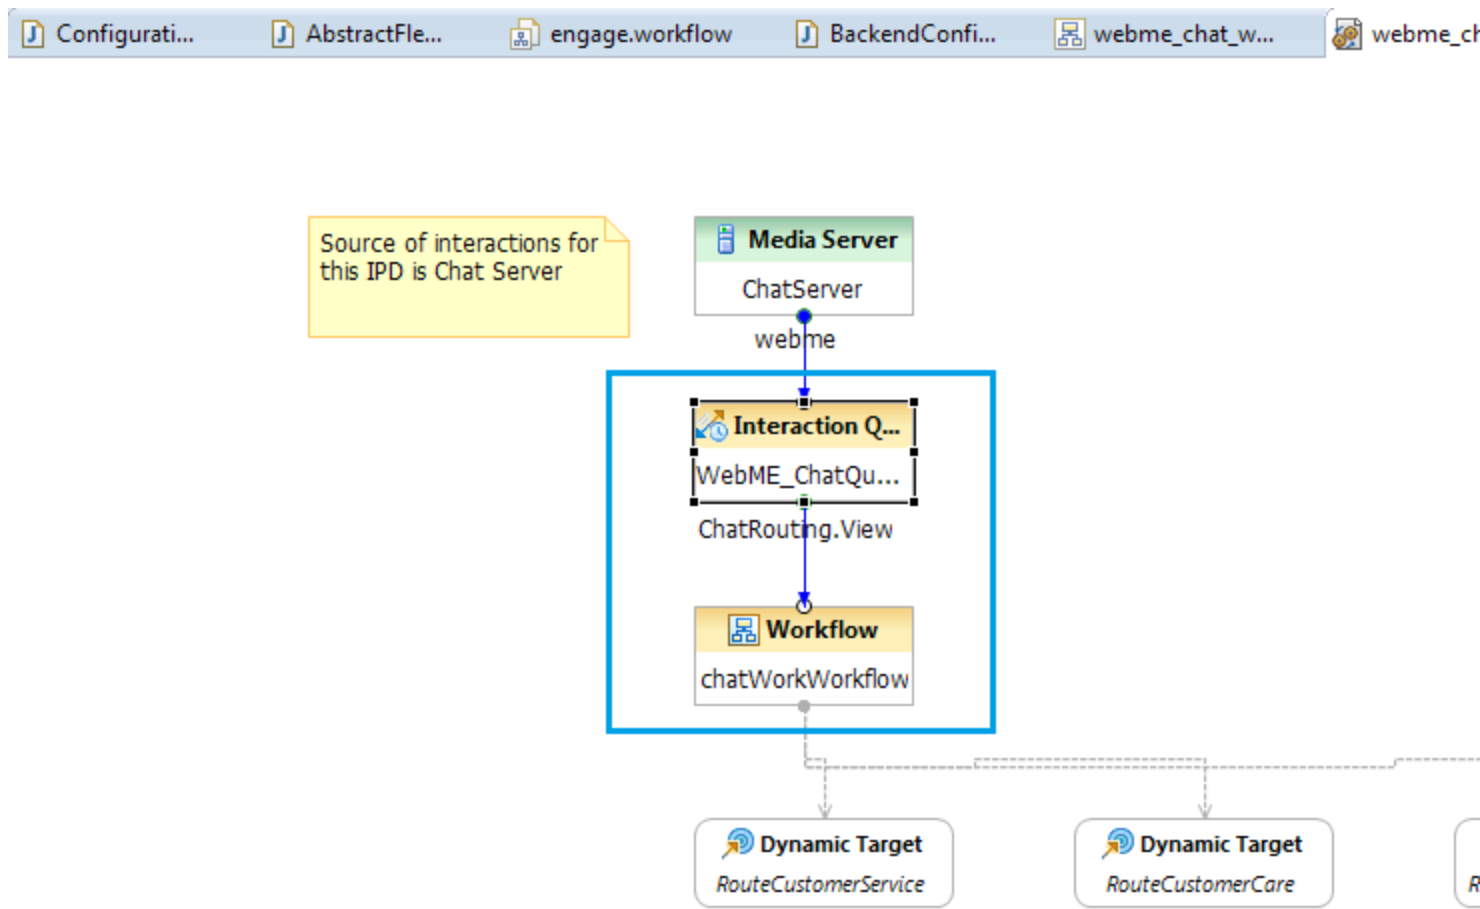 Configurati...
AbstractFle...
engage.workflow
BackendConfi...
webme_chat_w...
webme_ch
Source of interactions for
this IPD is Chat Server
Media Server
ChatServer
webme
Interaction Q...
WebME_ChatQu...
ChatRouting.View
Workflow
chatWorkWorkflow
Dynamic Target
RouteCustomerService
Dynamic Target
RouteCustomerCare
R